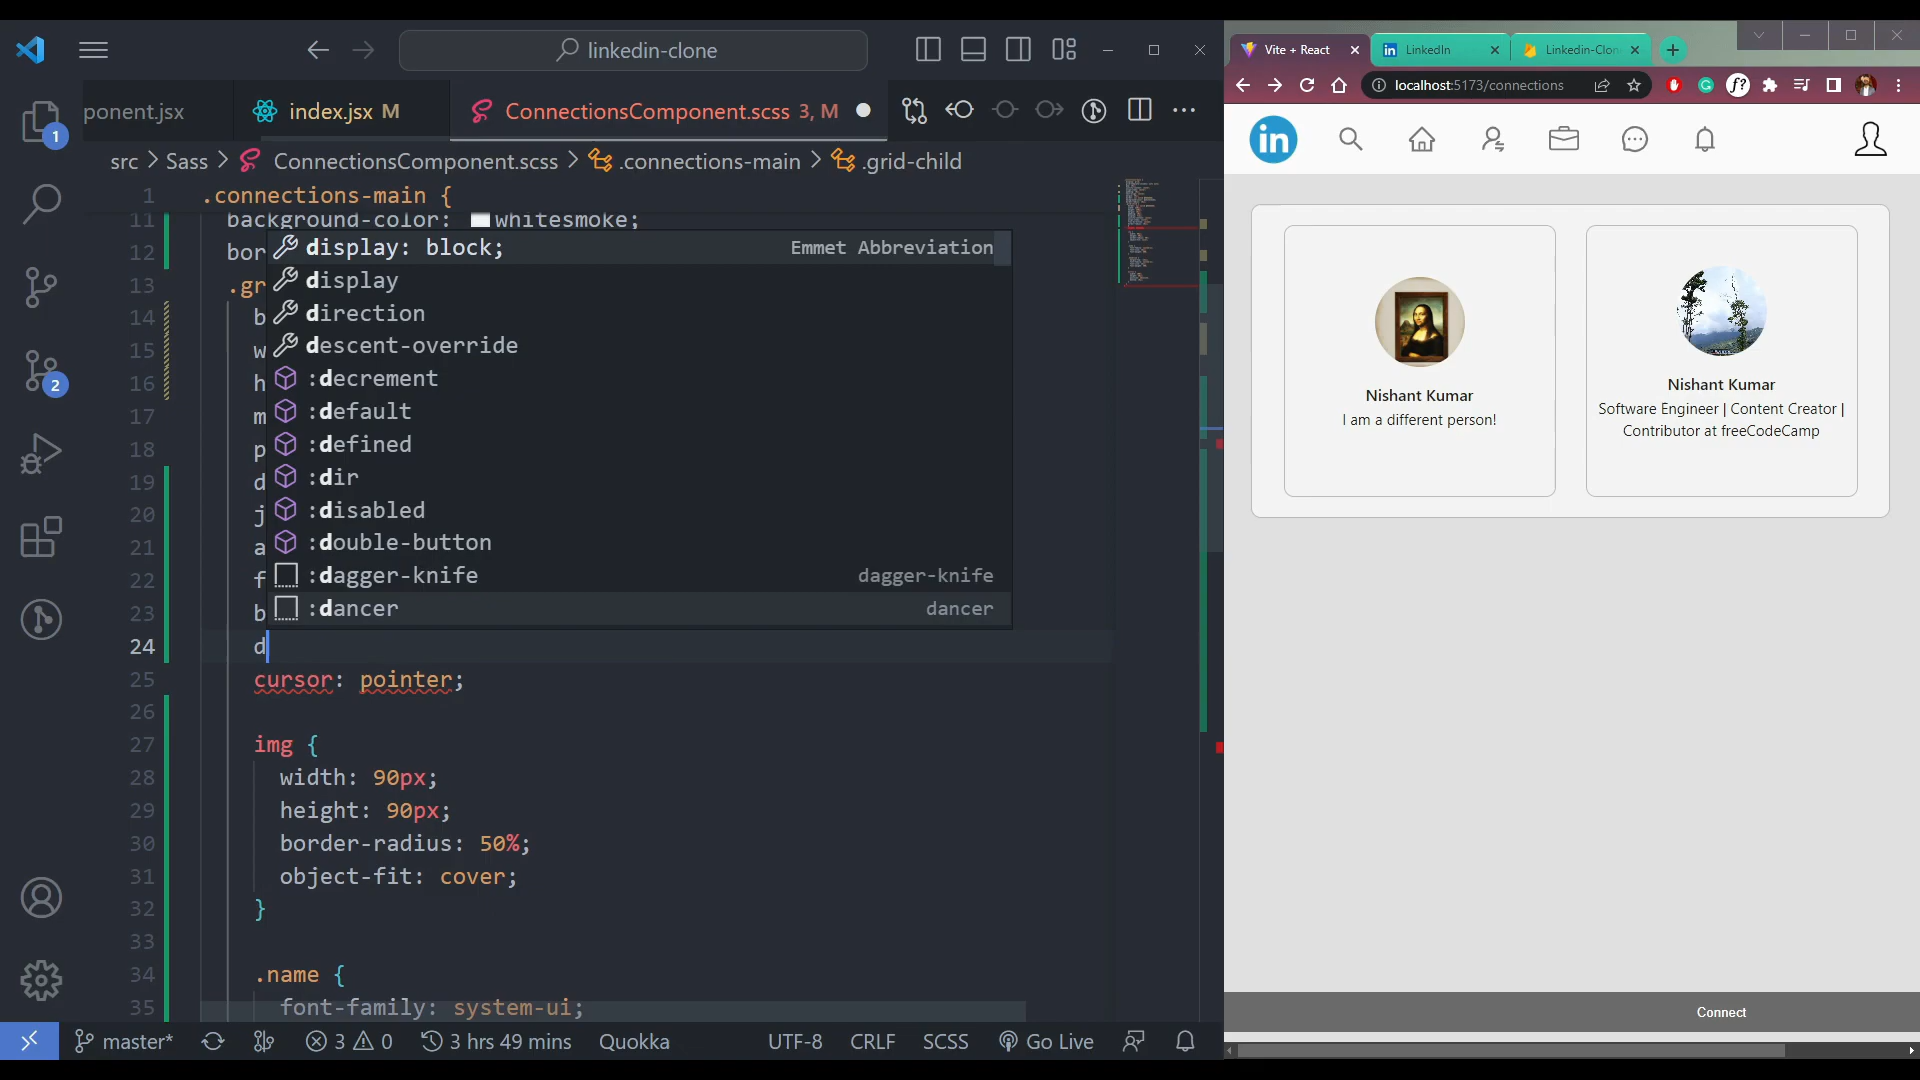 linkedin-clone
ponent.jsx
index.jsx M
ConnectionsComponent.scss 3, M
src > Sass > ConnectionsComponent.scss > .connections-main > .grid-child
1 .connections-main {
11 background-color: whitesmoke;
12 bor
13 .gr
14 b
15 w
16 h
17 m
18 p
19 d
20 j
21 a
22 f
23 b
24 d
25 cursor: pointer;
26
27 img {
28 width: 90px;
29 height: 90px;
30 border-radius: 50%;
31 object-fit: cover;
32 }
33
34 .name {
35 font-family: system-ui;
display: block; Emmet Abbreviation
display
direction
descent-override
:decrement
:default
:defined
:dir
:disabled
:double-button
:dagger-knife dagger-knife
:dancer dancer
1
2
master* 3 0 3 hrs 49 mins Quokka UTF-8 CRLF SCSS Go Live
Vite + React
LinkedIn
Linkedin-Clon
localhost:5173/connections
f?
in
Nishant Kumar
I am a different person!
Nishant Kumar
Software Engineer | Content Creator |
Contributor at freeCodeCamp
Connect